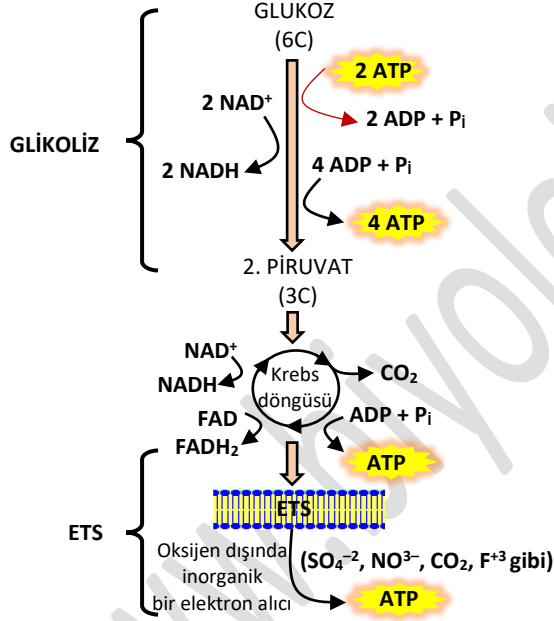 GLUKOZ
(6C)
2 ATP
2 NAD⁺
2 ADP + Pᵢ
GLİKOLİZ
2 NADH
4 ADP + Pᵢ
4 ATP
2. PİRUVAT
(3C)
NAD⁺
NADH
Krebs
döngüsü
CO₂
FAD
FADH₂
ADP + Pᵢ
ATP
ETS
ETS
Oksijen dışında
inorganik
bir elektron alıcı
(SO₄⁻², NO³⁻, CO₂, F⁺³ gibi)
ATP